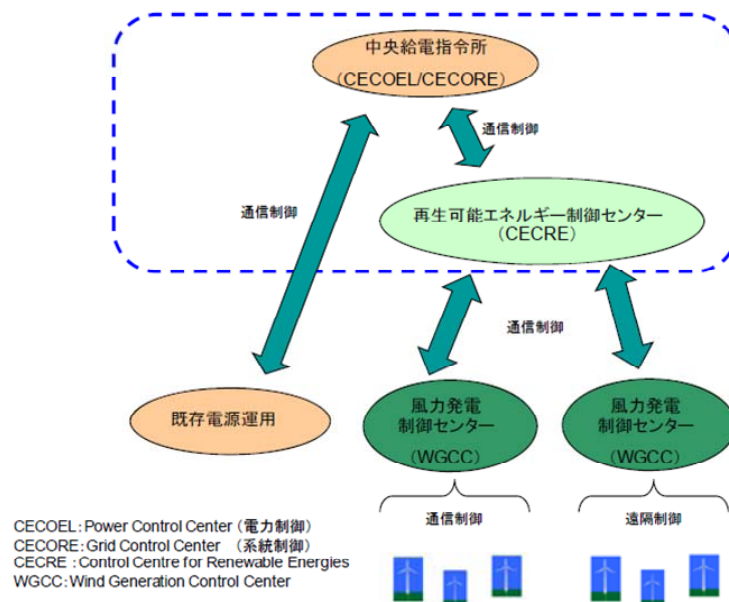 中央給電指令所
(CECOEL/CECORE)
通信制御
再生可能エネルギー制御センター
(CECRE)
通信制御
通信制御
既存電源運用
風力発電
制御センター
(WGCC)
風力発電
制御センター
(WGCC)
通信制御
遠隔制御
CECOEL:Power Control Center(電力制御)
CECORE:Grid Control Center (系統制御)
CECRE :Control Centre for Renewable Energies
WGCC:Wind Generation Control Center